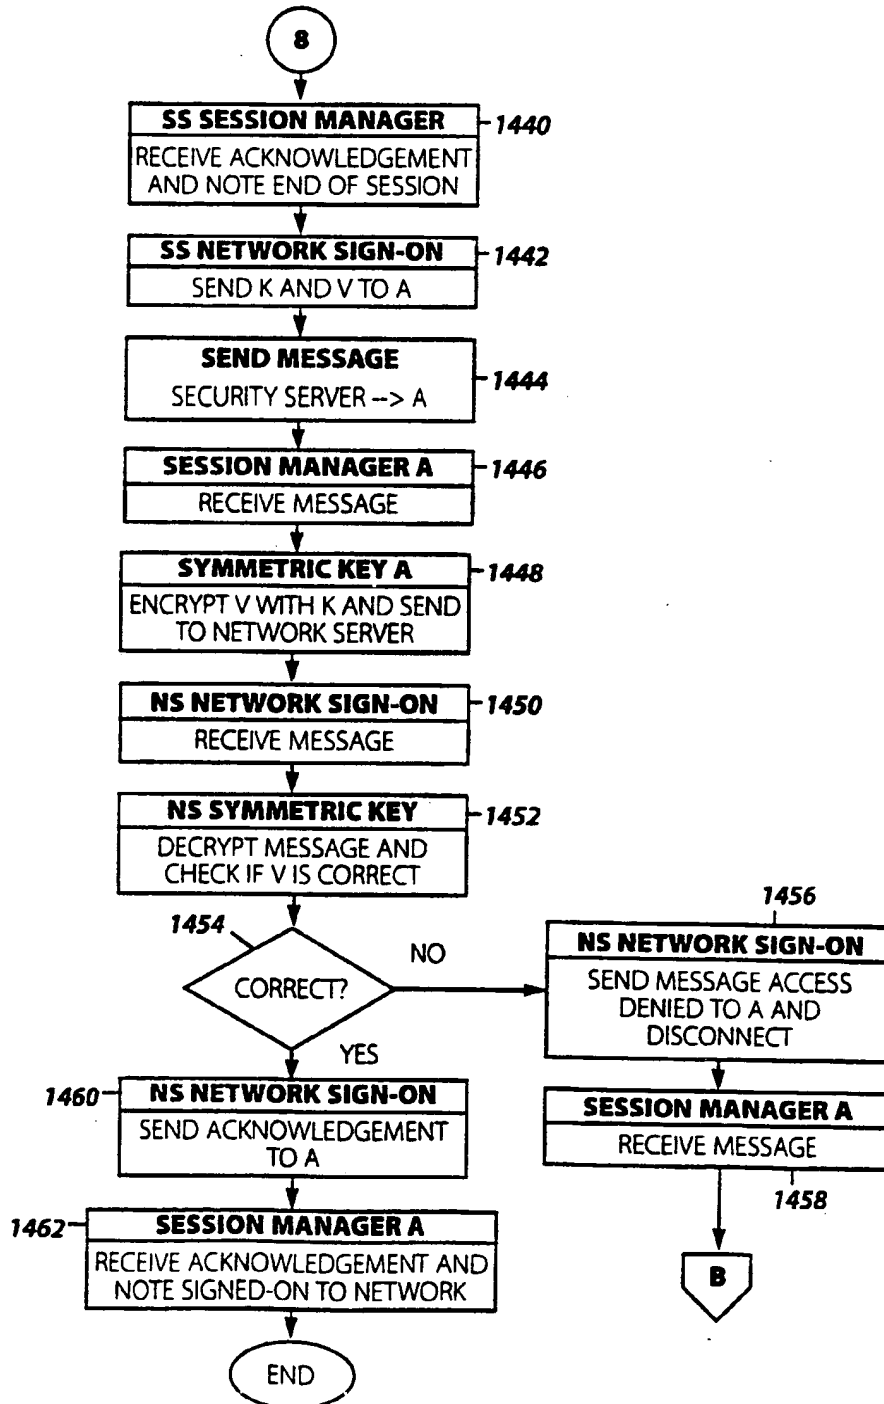 8
SS SESSION MANAGER
1440
RECEIVE ACKNOWLEDGEMENT
AND NOTE END OF SESSION
SS NETWORK SIGN-ON
1442
SEND K AND V TO A
SEND MESSAGE
1444
SECURITY SERVER --> A
SESSION MANAGER A
1446
RECEIVE MESSAGE
SYMMETRIC KEY A
1448
ENCRYPT V WITH K AND SEND
TO NETWORK SERVER
NS NETWORK SIGN-ON
1450
RECEIVE MESSAGE
NS SYMMETRIC KEY
1452
DECRYPT MESSAGE AND
CHECK IF V IS CORRECT
1454
CORRECT?
NO
YES
1456
NS NETWORK SIGN-ON
SEND MESSAGE ACCESS
DENIED TO A AND
DISCONNECT
SESSION MANAGER A
RECEIVE MESSAGE
1458
B
1460
NS NETWORK SIGN-ON
SEND ACKNOWLEDGEMENT
TO A
1462
SESSION MANAGER A
RECEIVE ACKNOWLEDGEMENT AND
NOTE SIGNED-ON TO NETWORK
END